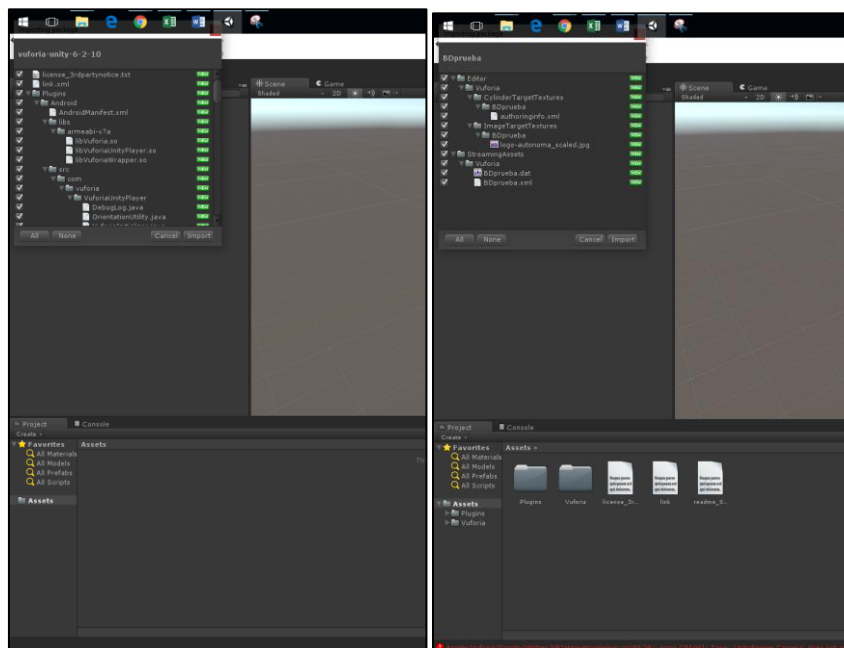 vuforia-unity-6-2-10
license_3rdpartynotice.txt
link.xml
Plugins
Android
AndroidManifest.xml
libs
armeabi-v7a
libVuforia.so
libVuforiaUnityPlayer.so
libVuforiaWrapper.so
src
com
vuforia
VuforiaUnityPlayer
DebugLog.java
OrientationUtility.java
All None Cancel Import
Scene Game
Shaded 2D
Project Console
Create
Favorites Assets
All Materials
All Models
All Prefabs
All Scripts
Assets
BDprueba
Editor
Vuforia
CylinderTargetTextures
BDprueba
authoringinfo.xml
ImageTargetTextures
BDprueba
logo-autonoma_scaled.jpg
StreamingAssets
Vuforia
BDprueba.dat
BDprueba.xml
All None Cancel Import
Scene Game
Shaded 2D
Project Console
Create
Favorites Assets
All Materials
All Models
All Prefabs
All Scripts
Assets
Plugins
Vuforia
Plugins Vuforia license_3r... link readme_S...